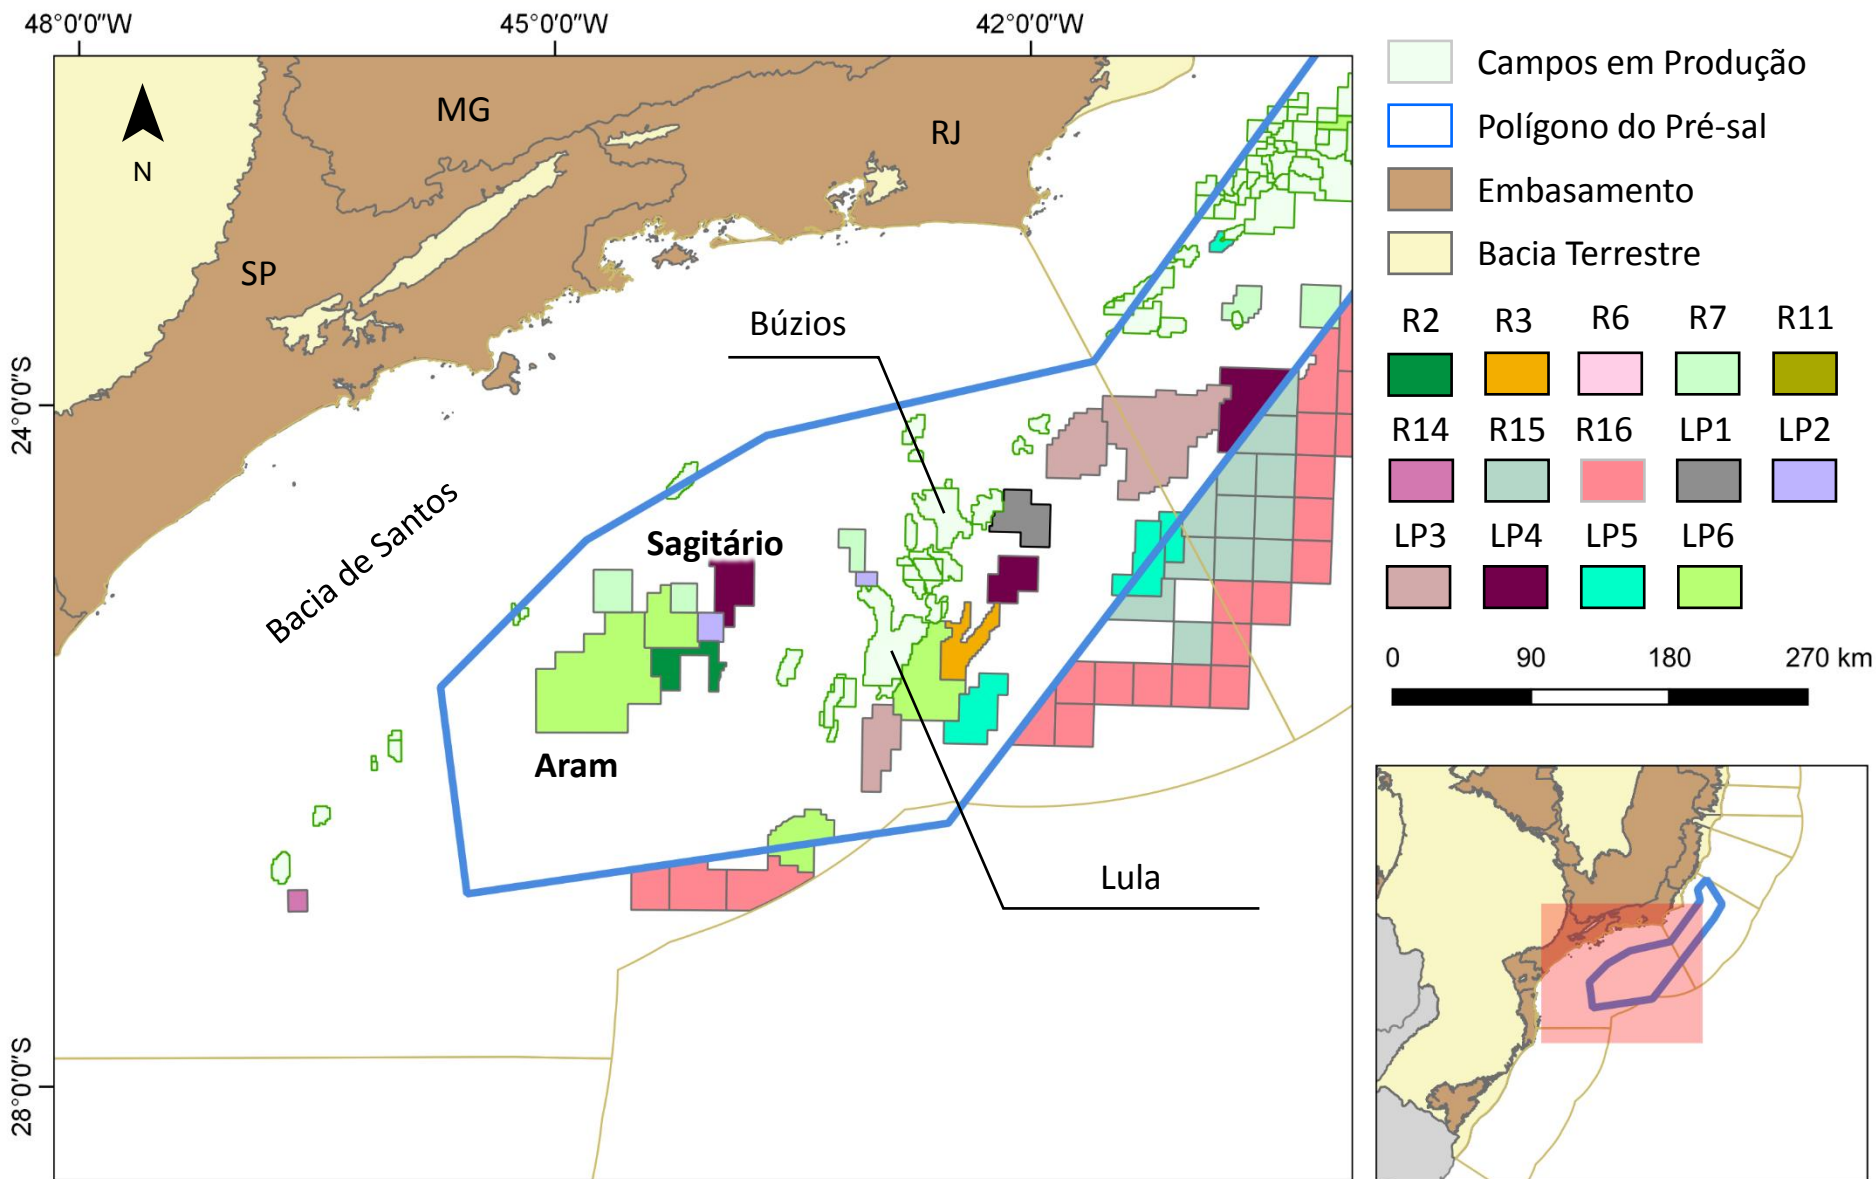 48°0'0"W
45°0'0"W
42°0'0"W
24°0'0"S
28°0'0"S
N
MG
RJ
SP
Búzios
Bacia de Santos
Sagitário
Aram
Lula
Campos em Produção
Polígono do Pré-sal
Embasamento
Bacia Terrestre
R2 R3 R6 R7 R11
R14 R15 R16 LP1 LP2
LP3 LP4 LP5 LP6
0 90 180 270 km